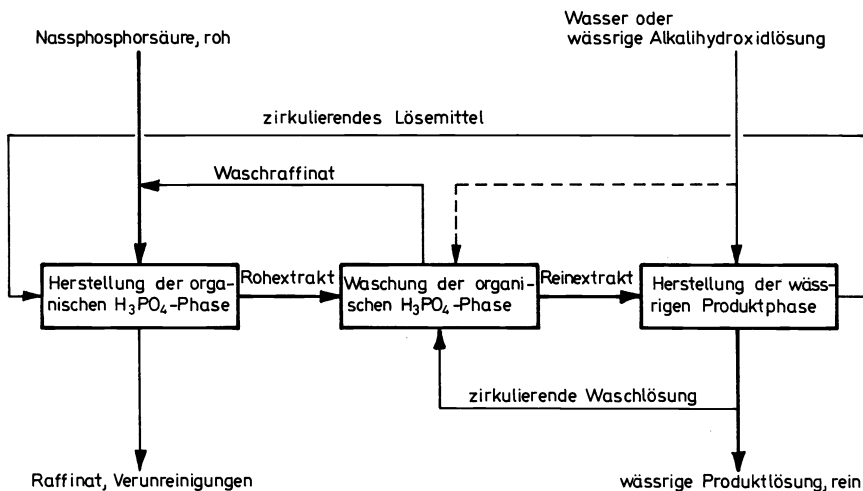 Wasser oder
wässrige Alkalihydroxidlösung
Nassphosphorsäure, roh
zirkulierendes Lösemittel
Waschraffinat
Herstellung der orga-
nischen H₃PO₄-Phase
Rohextrakt
Waschung der organi-
schen H₃PO₄-Phase
Reinextrakt
Herstellung der wäss-
rigen Produktphase
zirkulierende Waschlösung
Raffinat, Verunreinigungen
wässrige Produktlösung, rein